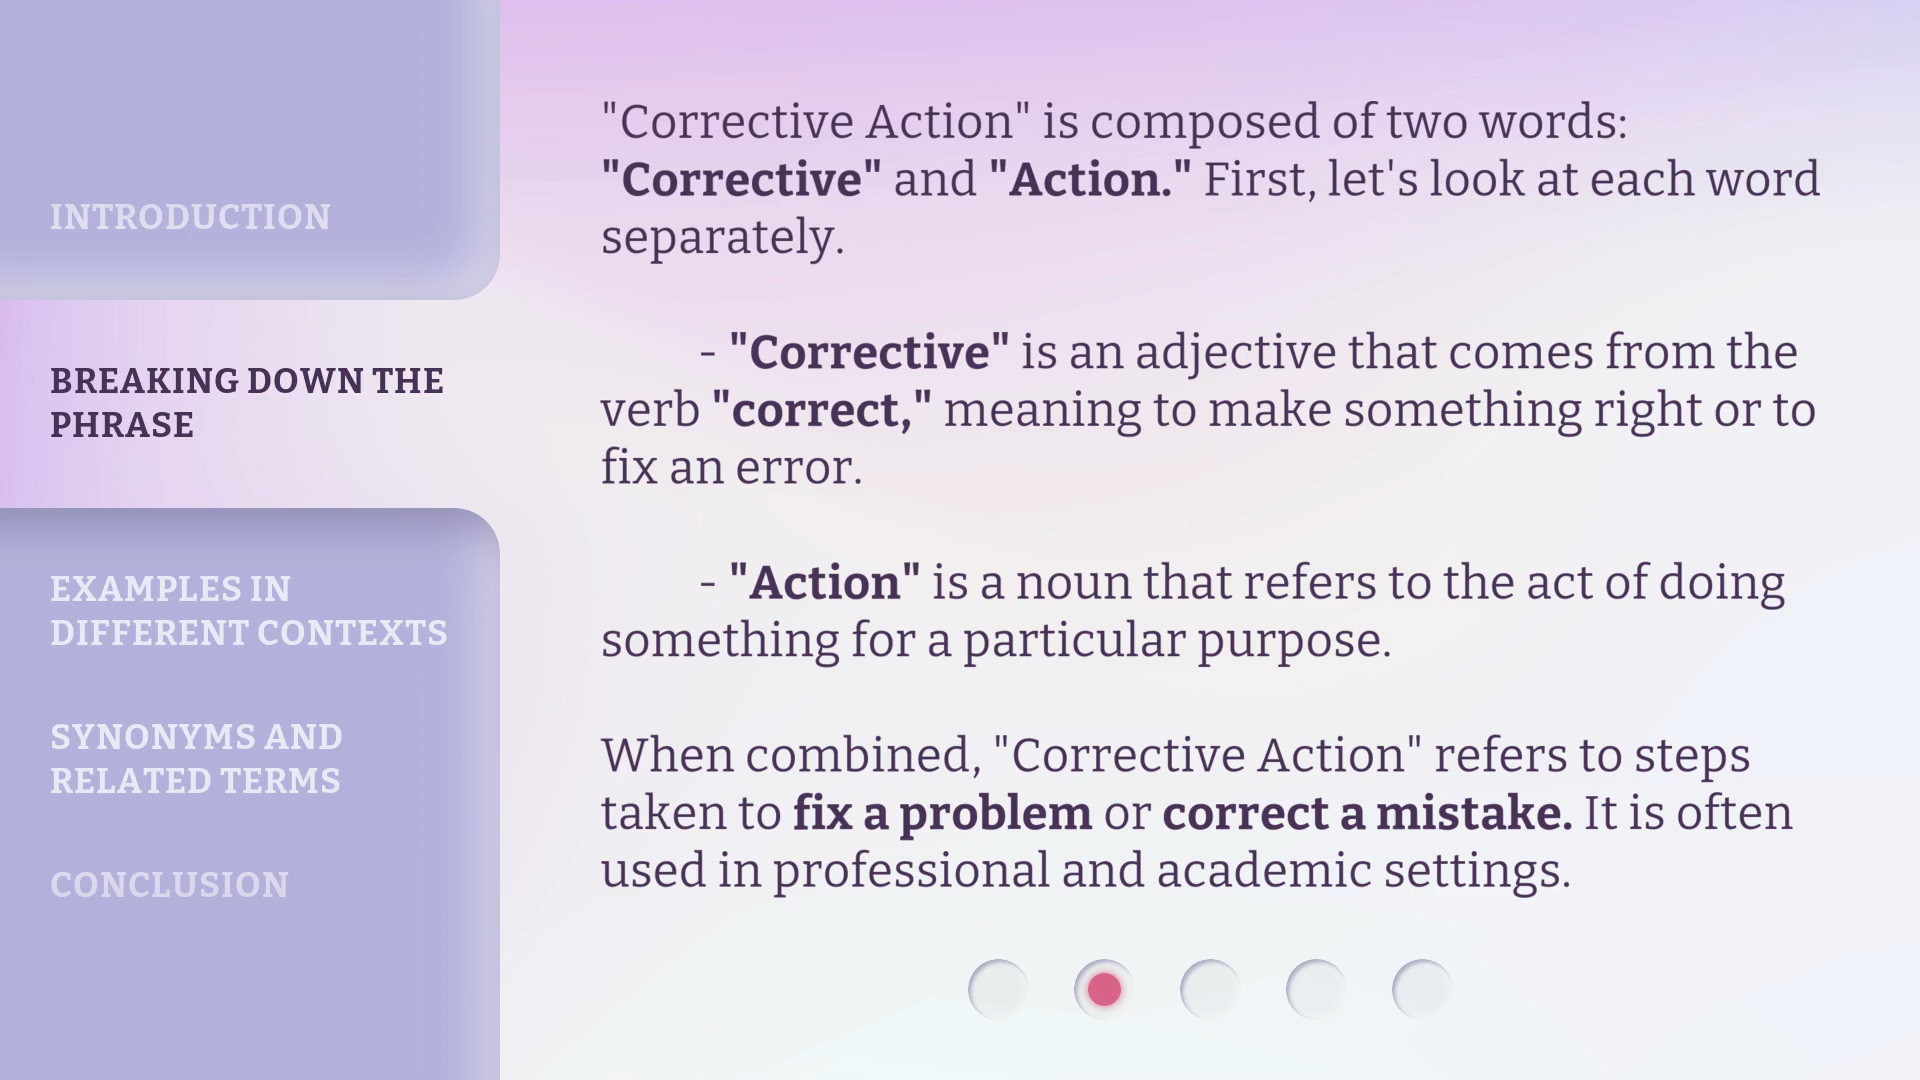 INTRODUCTION
BREAKING DOWN THE
PHRASE
EXAMPLES IN
DIFFERENT CONTEXTS
SYNONYMS AND
RELATED TERMS
CONCLUSION
"Corrective Action" is composed of two words:
"Corrective" and "Action." First, let's look at each word
separately.
- "Corrective" is an adjective that comes from the
verb "correct," meaning to make something right or to
fix an error.
- "Action" is a noun that refers to the act of doing
something for a particular purpose.
When combined, "Corrective Action" refers to steps
taken to fix a problem or correct a mistake. It is often
used in professional and academic settings.